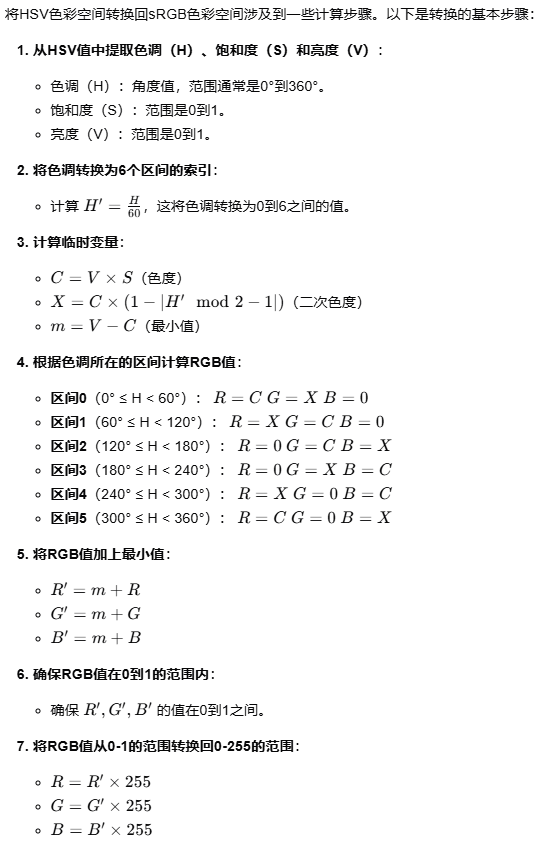 将HSV色彩空间转换回sRGB色彩空间涉及到一些计算步骤。以下是转换的基本步骤：
1. 从HSV值中提取色调（H）、饱和度（S）和亮度（V）：
◦ 色调（H）：角度值，范围通常是0°到360°。
◦ 饱和度（S）：范围是0到1。
◦ 亮度（V）：范围是0到1。
2. 将色调转换为6个区间的索引：
◦ 计算 H′ = H/60，这将色调转换为0到6之间的值。
3. 计算临时变量：
◦ C = V × S（色度）
◦ X = C × (1 − |H′ mod 2 − 1|)（二次色度）
◦ m = V − C（最小值）
4. 根据色调所在的区间计算RGB值：
◦ 区间0（0° ≤ H < 60°）： R = C G = X B = 0
◦ 区间1（60° ≤ H < 120°）： R = X G = C B = 0
◦ 区间2（120° ≤ H < 180°）： R = 0 G = C B = X
◦ 区间3（180° ≤ H < 240°）： R = 0 G = X B = C
◦ 区间4（240° ≤ H < 300°）： R = X G = 0 B = C
◦ 区间5（300° ≤ H < 360°）： R = C G = 0 B = X
5. 将RGB值加上最小值：
◦ R′ = m + R
◦ G′ = m + G
◦ B′ = m + B
6. 确保RGB值在0到1的范围内：
◦ 确保 R′, G′, B′ 的值在0到1之间。
7. 将RGB值从0-1的范围转换回0-255的范围：
◦ R = R′ × 255
◦ G = G′ × 255
◦ B = B′ × 255